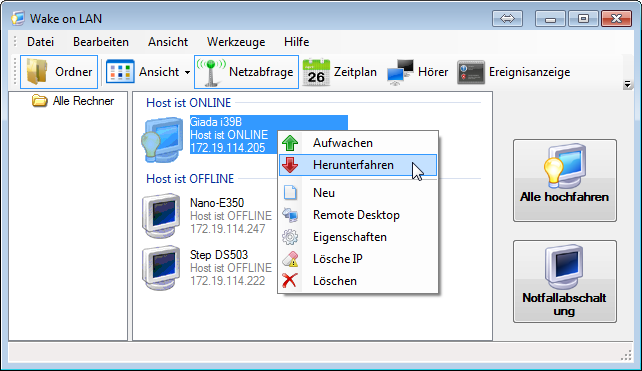 Wake on LAN
Datei Bearbeiten Ansicht Werkzeuge Hilfe
Ordner Ansicht Netzabfrage 26 Zeitplan Hörer Ereignisanzeige
Alle Rechner
Host ist ONLINE
Giada i39B
Host ist ONLINE
172.19.114.205
Host ist OFFLINE
Nano-E350
Host ist OFFLINE
172.19.114.247
Step DS503
Host ist OFFLINE
172.19.114.222
Aufwachen
Herunterfahren
Neu
Remote Desktop
Eigenschaften
Lösche IP
Löschen
Alle hochfahren
Notfallabschalt
ung